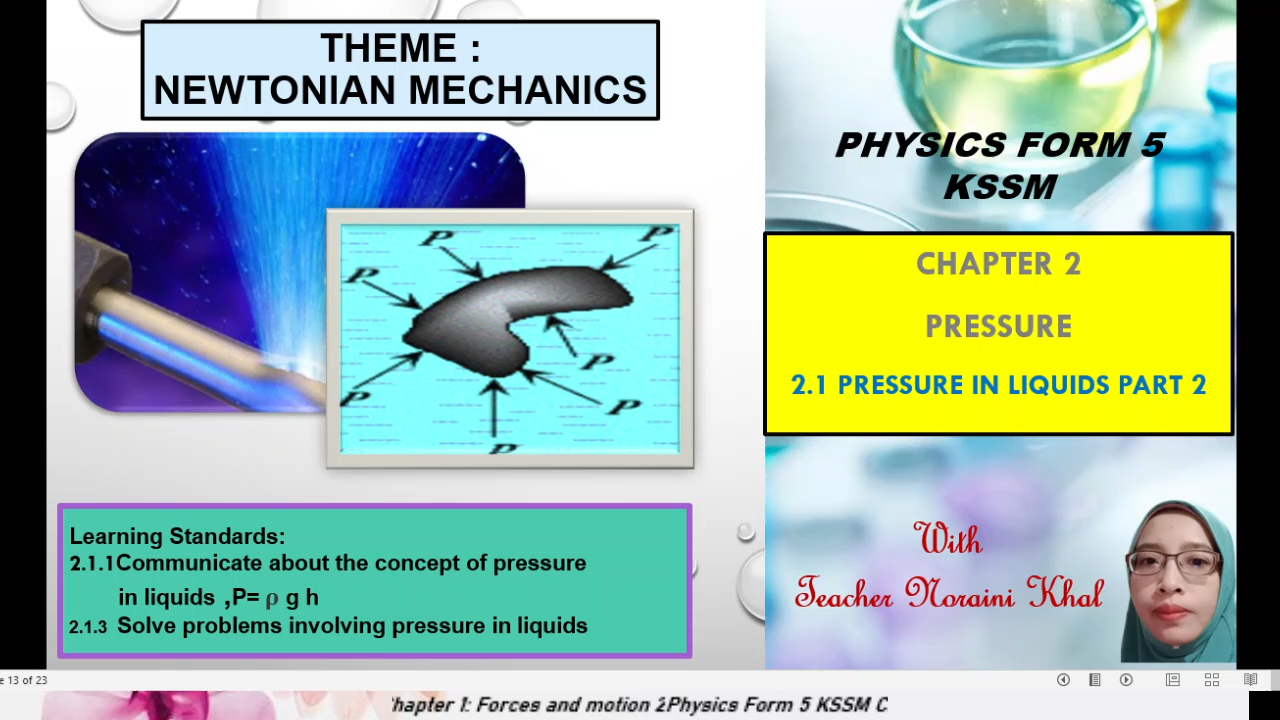 THEME :
NEWTONIAN MECHANICS
P
P
P
P
P
P
P
Learning Standards:
2.1.1Communicate about the concept of pressure
in liquids ,P= ρ g h
2.1.3 Solve problems involving pressure in liquids
PHYSICS FORM 5
KSSM
CHAPTER 2
PRESSURE
2.1 PRESSURE IN LIQUIDS PART 2
With
Teacher Noraini Khal
e 13 of 23
hapter 1: Forces and motion 2Physics Form 5 KSSM C